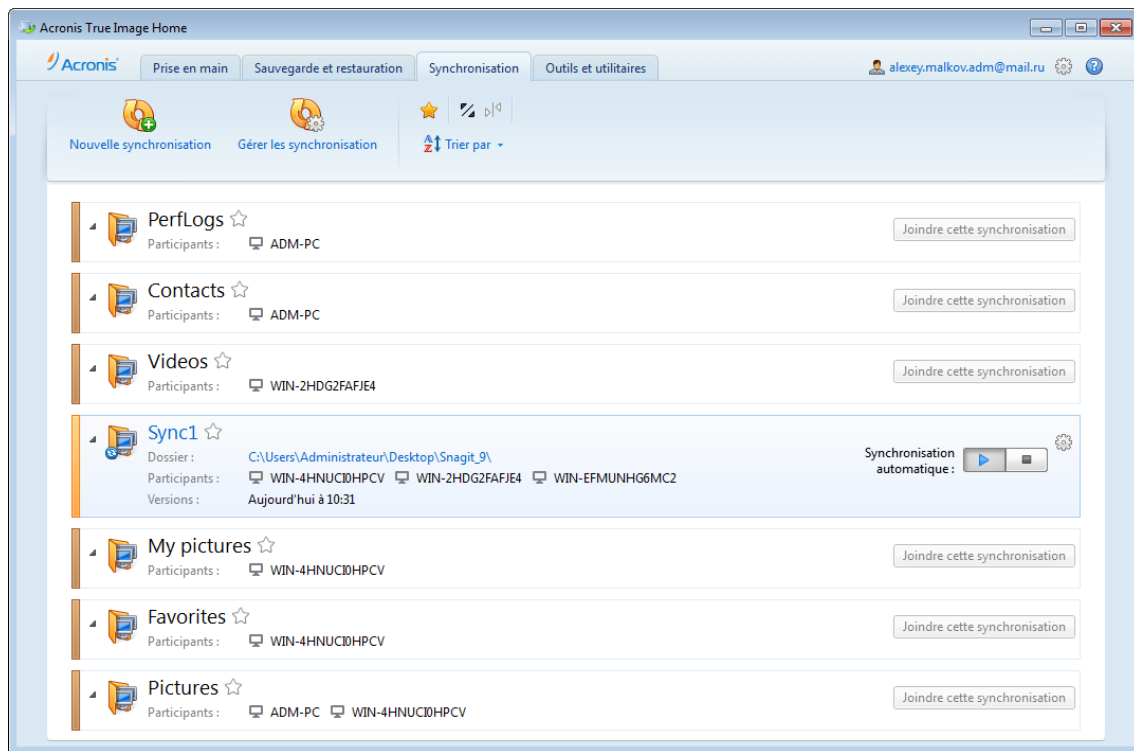 Acronis True Image Home
Acronis
Prise en main
Sauvegarde et restauration
Synchronisation
Outils et utilitaires
alexey.malkov.adm@mail.ru
Nouvelle synchronisation
Gérer les synchronisation
Trier par
PerfLogs
Participants : ADM-PC
Joindre cette synchronisation
Contacts
Participants : ADM-PC
Joindre cette synchronisation
Videos
Participants : WIN-2HDG2FAFJE4
Joindre cette synchronisation
Sync1
Dossier : C:\Users\Administrateur\Desktop\Snagit_9\
Participants : WIN-4HNUCI0HPCV WIN-2HDG2FAFJE4 WIN-EFMUNHG6MC2
Versions : Aujourd'hui à 10:31
Synchronisation
automatique :
My pictures
Participants : WIN-4HNUCI0HPCV
Joindre cette synchronisation
Favorites
Participants : WIN-4HNUCI0HPCV
Joindre cette synchronisation
Pictures
Participants : ADM-PC WIN-4HNUCI0HPCV
Joindre cette synchronisation